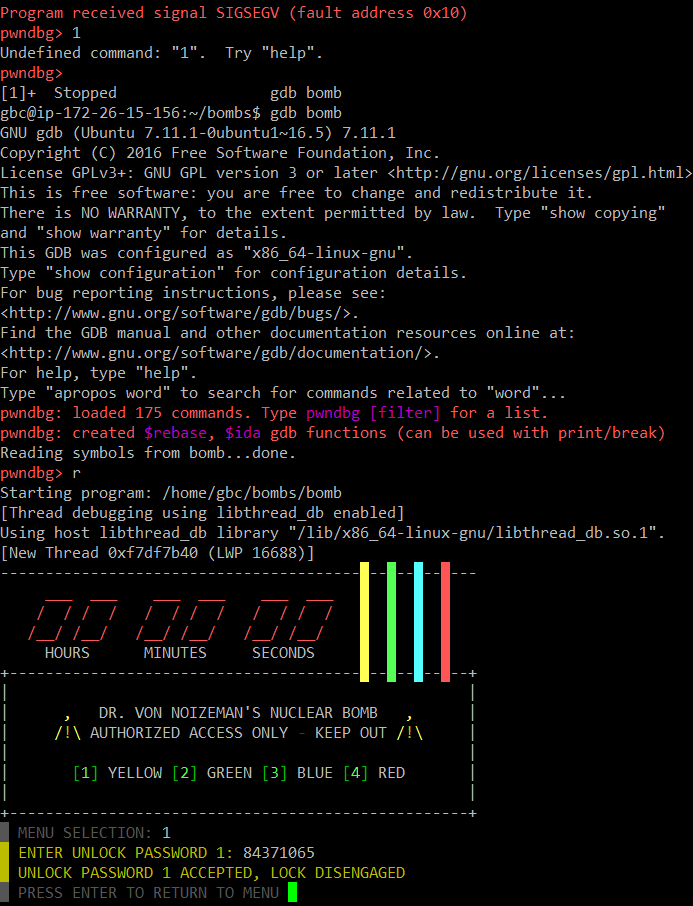 Program received signal SIGSEGV (fault address 0x10)
pwndbg> 1
Undefined command: "1".  Try "help".
pwndbg>
[1]+  Stopped                 gdb bomb
gbc@ip-172-26-15-156:~/bombs$ gdb bomb
GNU gdb (Ubuntu 7.11.1-0ubuntu1~16.5) 7.11.1
Copyright (C) 2016 Free Software Foundation, Inc.
License GPLv3+: GNU GPL version 3 or later <http://gnu.org/licenses/gpl.html>
This is free software: you are free to change and redistribute it.
There is NO WARRANTY, to the extent permitted by law.  Type "show copying"
and "show warranty" for details.
This GDB was configured as "x86_64-linux-gnu".
Type "show configuration" for configuration details.
For bug reporting instructions, please see:
<http://www.gnu.org/software/gdb/bugs/>.
Find the GDB manual and other documentation resources online at:
<http://www.gnu.org/software/gdb/documentation/>.
For help, type "help".
Type "apropos word" to search for commands related to "word"...
pwndbg: loaded 175 commands. Type pwndbg [filter] for a list.
pwndbg: created $rebase, $ida gdb functions (can be used with print/break)
Reading symbols from bomb...done.
pwndbg> r
Starting program: /home/gbc/bombs/bomb
[Thread debugging using libthread_db enabled]
Using host libthread_db library "/lib/x86_64-linux-gnu/libthread_db.so.1".
[New Thread 0xf7df7b40 (LWP 16688)]
HOURS MINUTES SECONDS
, DR. VON NOIZEMAN'S NUCLEAR BOMB ,
/!\ AUTHORIZED ACCESS ONLY - KEEP OUT /!\
[1] YELLOW [2] GREEN [3] BLUE [4] RED
MENU SELECTION: 1
ENTER UNLOCK PASSWORD 1: 84371065
UNLOCK PASSWORD 1 ACCEPTED, LOCK DISENGAGED
PRESS ENTER TO RETURN TO MENU